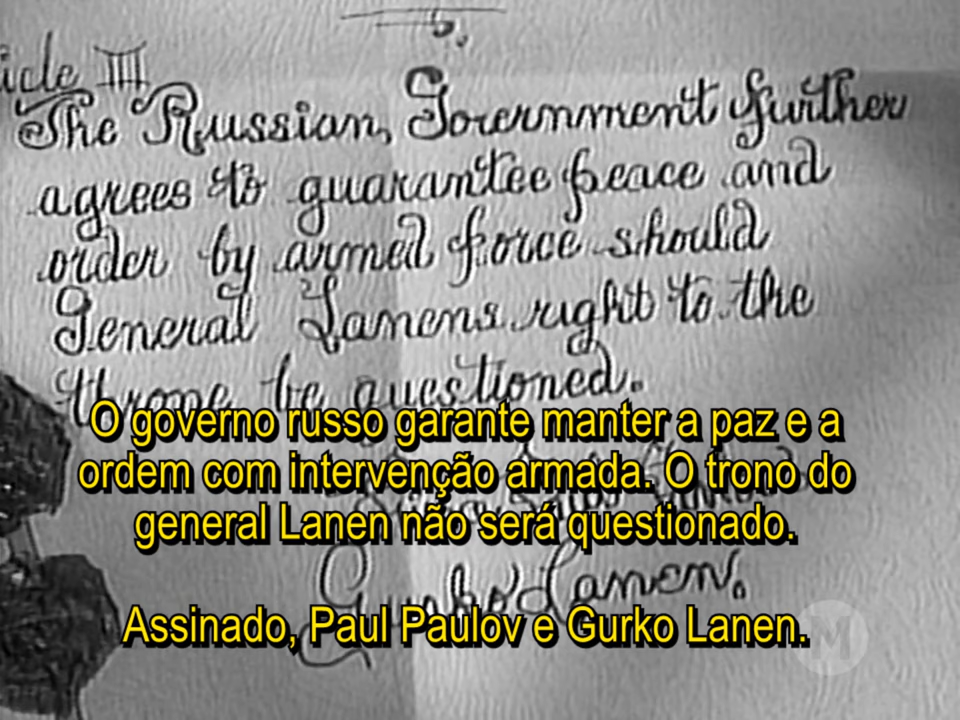 icle III
The Russian, Government further
agrees to guarantee peace and
order by armed force should
General Lanens right to the
throne be questioned.
O governo russo garante manter a paz e a
ordem com intervenção armada. O trono do
general Lanen não será questionado.
Gurko Lanen.
Assinado, Paul Paulov e Gurko Lanen.
M